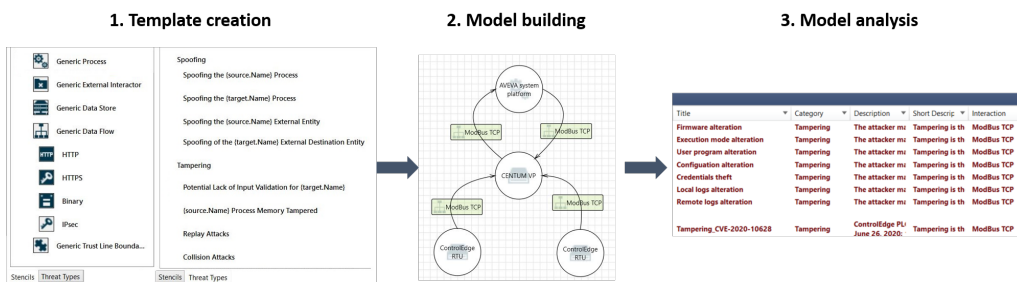 1. Template creation
2. Model building
3. Model analysis
Generic Process
Generic External Interactor
Generic Data Store
Generic Data Flow
HTTP
HTTP
HTTPS
Binary
IPsec
Generic Trust Line Bounda...
Stencils Threat Types
Spoofing
Spoofing the {source.Name} Process
Spoofing the {target.Name} Process
Spoofing the {source.Name} External Entity
Spoofing of the {target.Name} External Destination Entity
Tampering
Potential Lack of Input Validation for {target.Name}
{source.Name} Process Memory Tampered
Replay Attacks
Collision Attacks
Stencils Threat Types
AVEVA system
platform
ModBus TCP
ModBus TCP
CENTUM VP
ModBus TCP
ModBus TCP
ControlEdge
RTU
ControlEdge
RTU
Title Category Description Short Descrip Interaction
Firmware alteration Tampering The attacker ma Tampering is th ModBus TCP
Execution mode alteration Tampering The attacker ma Tampering is th ModBus TCP
User program alteration Tampering The attacker ma Tampering is th ModBus TCP
Configuation alteration Tampering The attacker ma Tampering is th ModBus TCP
Credentials theft Tampering The attacker ma Tampering is th ModBus TCP
Local logs alteration Tampering The attacker ma Tampering is th ModBus TCP
Remote logs alteration Tampering The attacker ma Tampering is th ModBus TCP
Tampering_CVE-2020-10628 Tampering ControlEdge PL Tampering is th ModBus TCP
June 26, 2020: